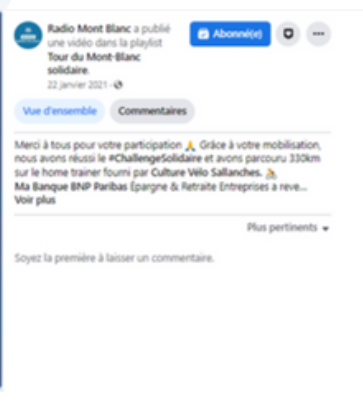 Radio Mont Blanc a publié
une vidéo dans la playlist
Tour du Mont-Blanc
solidaire.
22 janvier 2021 ·
Abonné(e)
Vue d'ensemble Commentaires
Merci à tous pour votre participation 🙏 Grâce à votre mobilisation,
nous avons réussi le #ChallengeSolidaire et avons parcouru 330km
sur le home trainer fourni par Culture Vélo Sallanches. 🚴
Ma Banque BNP Paribas Épargne & Retraite Entreprises a reve...
Voir plus
Plus pertinents
Soyez la première à laisser un commentaire.